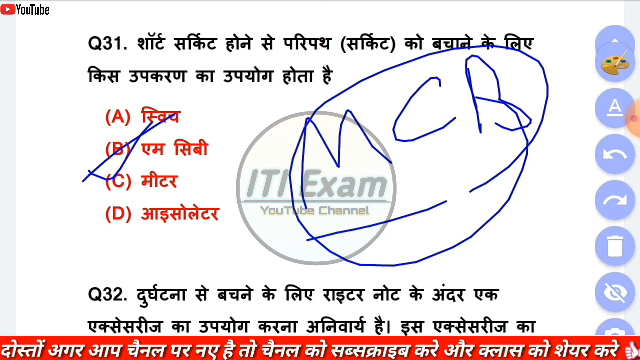 YouTube
Q31. शॉर्ट सर्किट होने से परिपथ (सर्किट) को बचाने के लिए
किस उपकरण का उपयोग होता है
(A) स्विच
(B) एम सिबी
(C) मीटर
(D) आइसोलेटर
MCB
ITI Exam
YouTube Channel
Q32. दुर्घटना से बचने के लिए राइटर नोट के अंदर एक
एक्सेसरीज का उपयोग करना अनिवार्य है। इस एक्सेसरीज का
दोस्तों अगर आप चैनल पर नए है तो चैनल को सब्सक्राइब करे और क्लास को शेयर करे